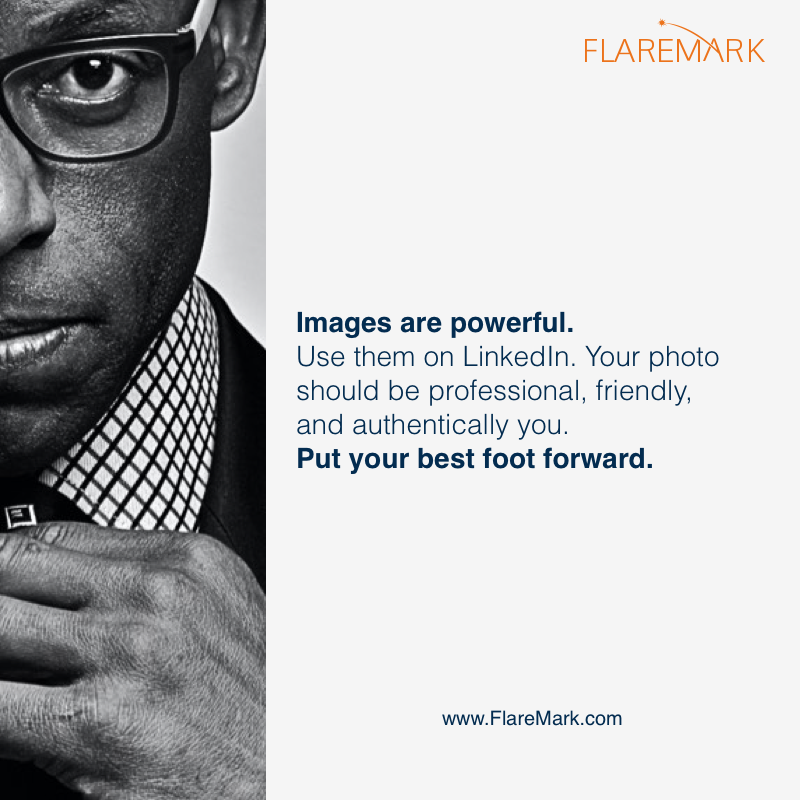 FLAREMARK
Images are powerful.
Use them on LinkedIn. Your photo
should be professional, friendly,
and authentically you.
Put your best foot forward.
www.FlareMark.com